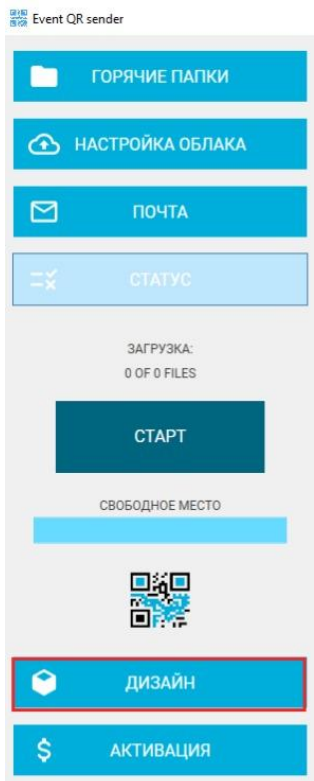 Event QR sender
ГОРЯЧИЕ ПАПКИ
НАСТРОЙКА ОБЛАКА
ПОЧТА
СТАТУС
ЗАГРУЗКА:
0 OF 0 FILES
СТАРТ
СВОБОДНОЕ МЕСТО
ДИЗАЙН
АКТИВАЦИЯ